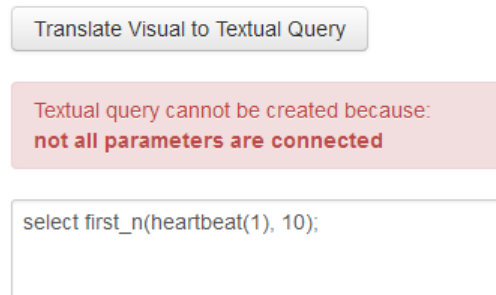 Translate Visual to Textual Query
Textual query cannot be created because:
not all parameters are connected
select first_n(heartbeat(1), 10);